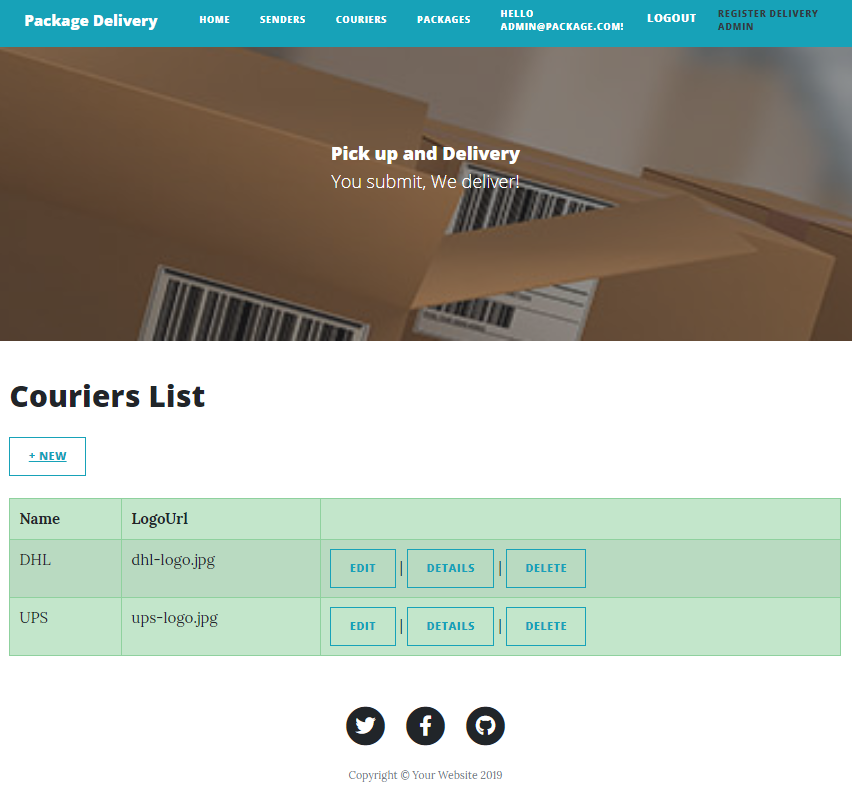 Package Delivery
HOME
SENDERS
COURIERS
PACKAGES
HELLO
ADMIN@PACKAGE.COM!
LOGOUT
REGISTER DELIVERY
ADMIN
Pick up and Delivery
You submit, We deliver!
Couriers List
+ NEW
Name LogoUrl
DHL dhl-logo.jpg EDIT | DETAILS | DELETE
UPS ups-logo.jpg EDIT | DETAILS | DELETE
Copyright © Your Website 2019